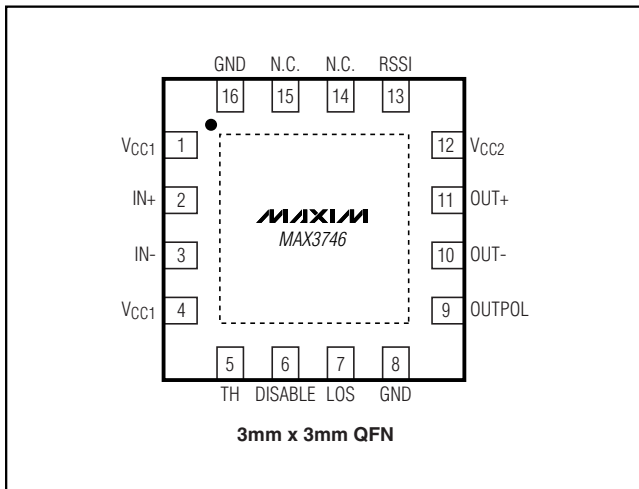 GND N.C. N.C. RSSI
16 15 14 13
VCC1 1 12 VCC2
IN+ 2 11 OUT+
MAXIM
MAX3746
IN- 3 10 OUT-
VCC1 4 9 OUTPOL
5 6 7 8
TH DISABLE LOS GND
3mm x 3mm QFN